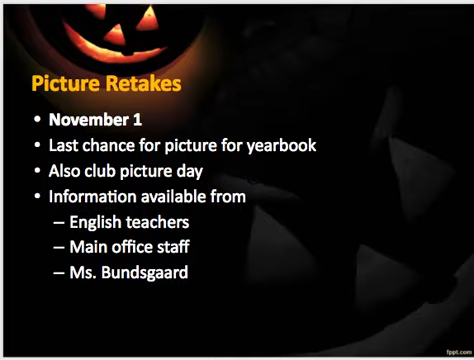 Picture Retakes
• November 1
• Last chance for picture for yearbook
• Also club picture day
• Information available from
– English teachers
– Main office staff
– Ms. Bundsgaard
fppt.com